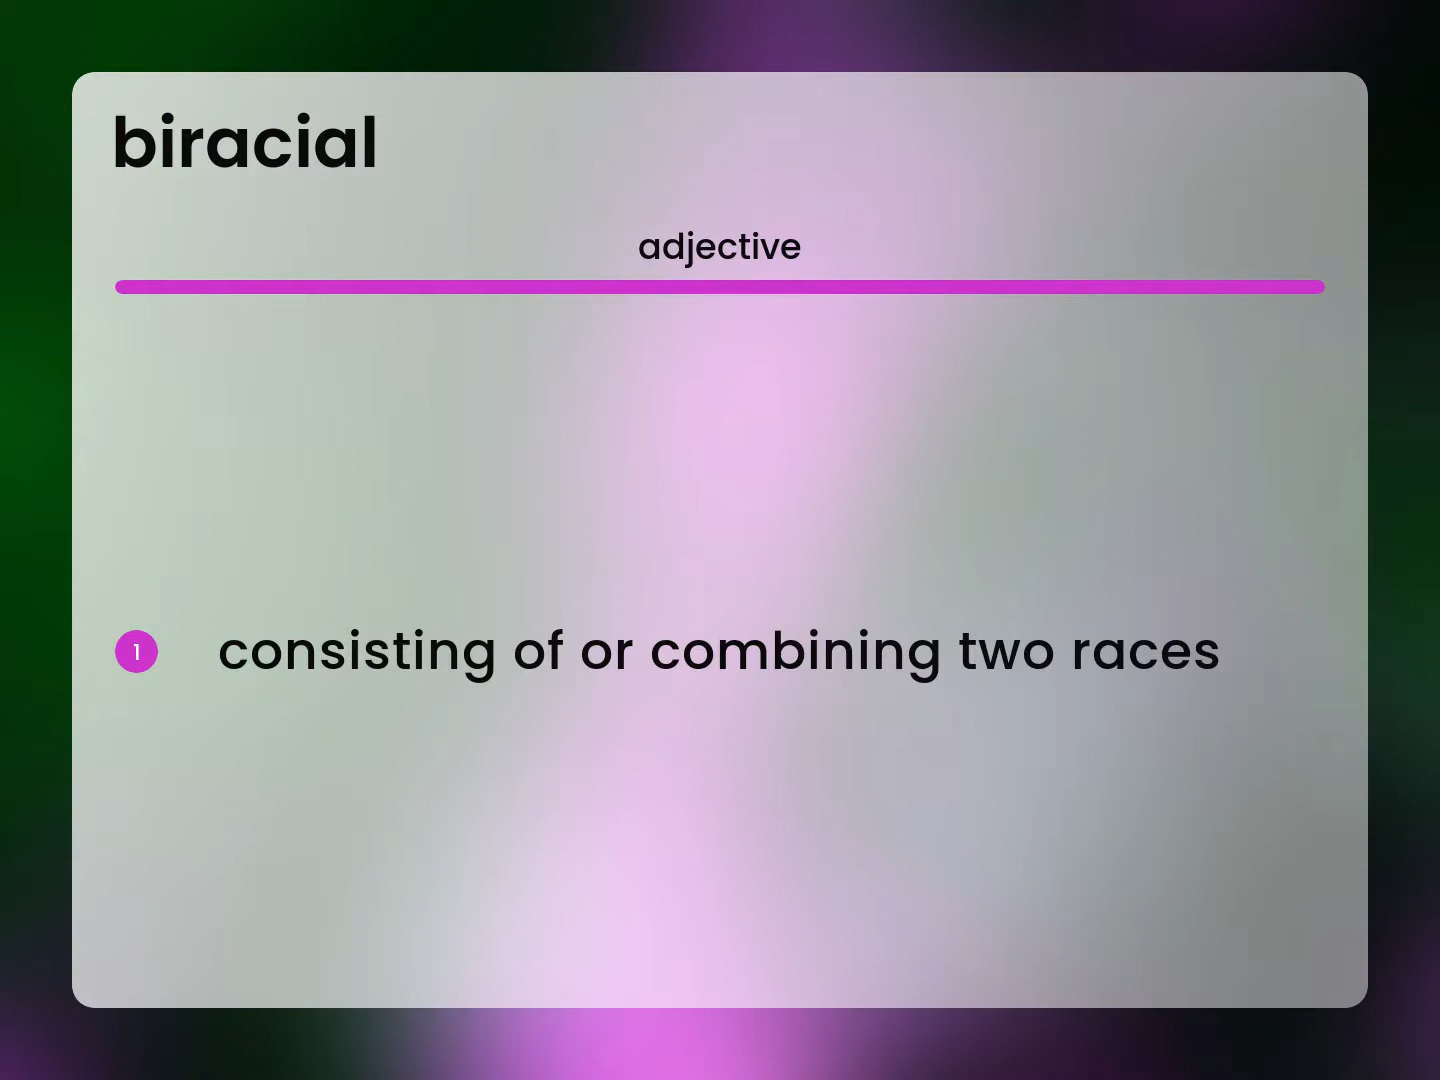 biracial
adjective
1 consisting of or combining two races